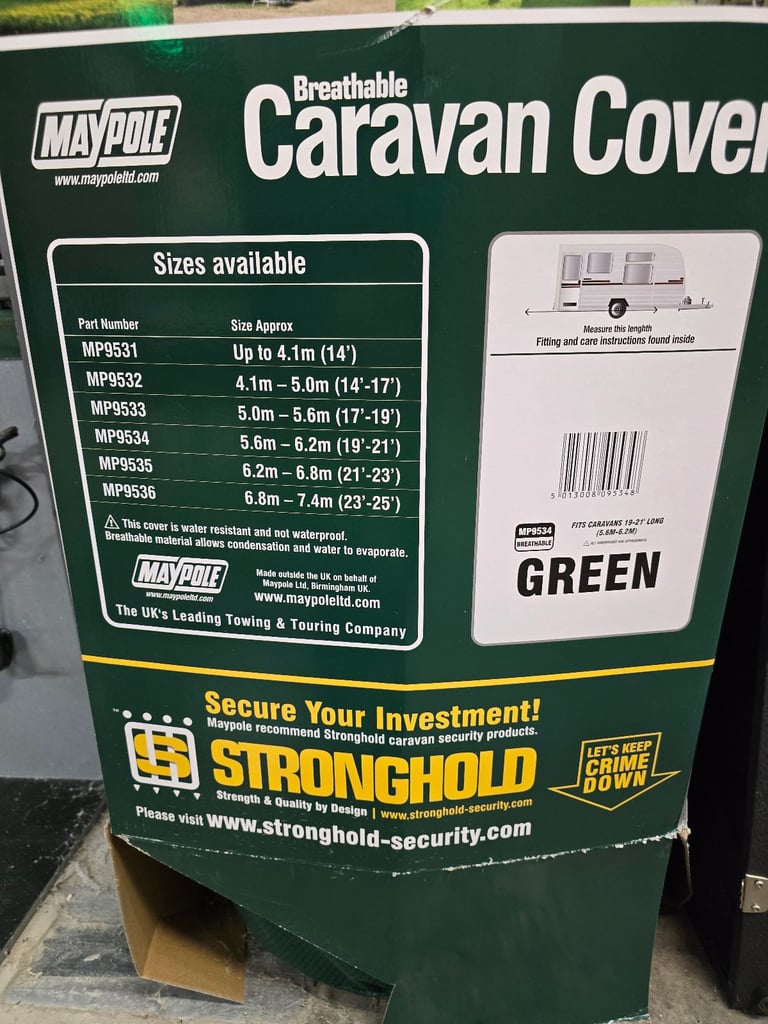 MAYPOLE
www.maypoleltd.com
Breathable
Caravan Cover
Sizes available
Part Number Size Approx
MP9531 Up to 4.1m (14')
MP9532 4.1m – 5.0m (14'-17')
MP9533 5.0m – 5.6m (17'-19')
MP9534 5.6m – 6.2m (19'-21')
MP9535 6.2m – 6.8m (21'-23')
MP9536 6.8m – 7.4m (23'-25')
This cover is water resistant and not waterproof.
Breathable material allows condensation and water to evaporate.
MAYPOLE
www.maypoleltd.com
Made outside the UK on behalf of
Maypole Ltd, Birmingham UK.
www.maypoleltd.com
The UK's Leading Towing & Touring Company
Measure this lenghth
Fitting and care instructions found inside
5 013008 095348
MP9534
BREATHABLE
FITS CARAVANS 19-21' LONG
(5.6M-6.2M)
ALL DIMENSIONS ARE APPROXIMATE
GREEN
Secure Your Investment!
Maypole recommend Stronghold caravan security products.
SH
STRONGHOLD
Strength & Quality by Design | www.stronghold-security.com
Please visit www.stronghold-security.com
LET'S KEEP
CRIME
DOWN